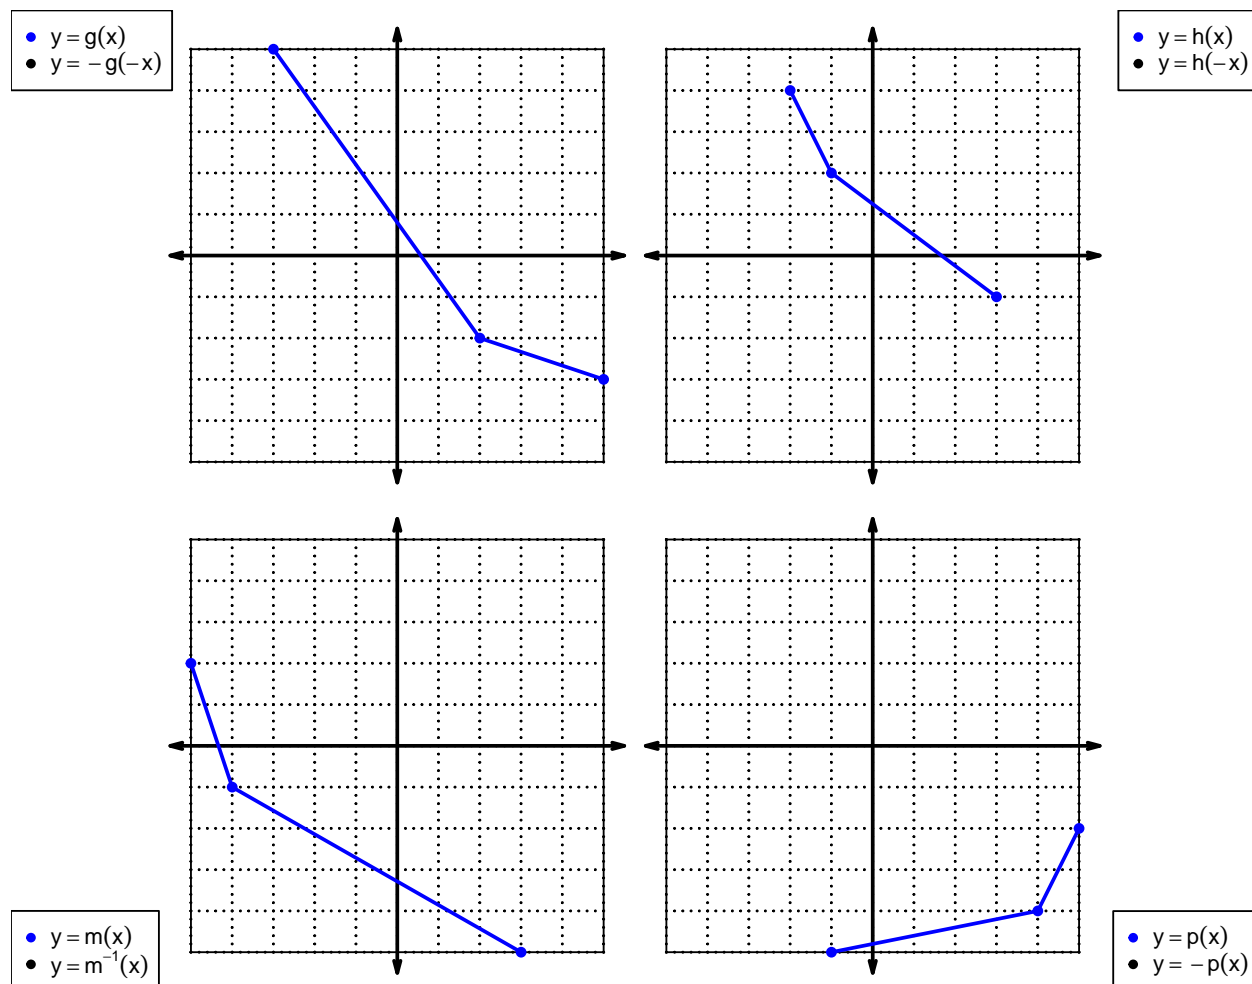 y = g(x)
y = −g(−x)
y = h(x)
y = h(−x)
y = m(x)
y = m⁻¹(x)
y = p(x)
y = −p(x)